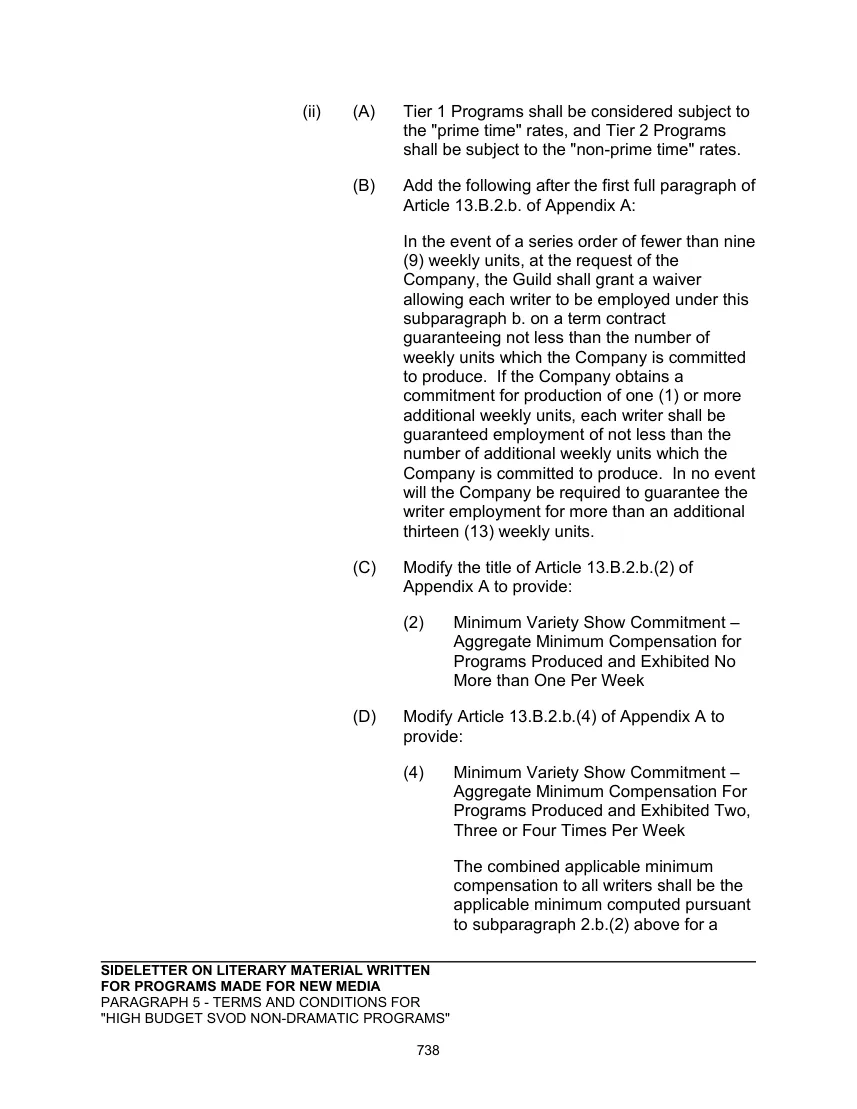 (ii) (A) Tier 1 Programs shall be considered subject to
the "prime time" rates, and Tier 2 Programs
shall be subject to the "non-prime time" rates.
(B) Add the following after the first full paragraph of
Article 13.B.2.b. of Appendix A:
In the event of a series order of fewer than nine
(9) weekly units, at the request of the
Company, the Guild shall grant a waiver
allowing each writer to be employed under this
subparagraph b. on a term contract
guaranteeing not less than the number of
weekly units which the Company is committed
to produce.  If the Company obtains a
commitment for production of one (1) or more
additional weekly units, each writer shall be
guaranteed employment of not less than the
number of additional weekly units which the
Company is committed to produce.  In no event
will the Company be required to guarantee the
writer employment for more than an additional
thirteen (13) weekly units.
(C) Modify the title of Article 13.B.2.b.(2) of
Appendix A to provide:
(2) Minimum Variety Show Commitment –
Aggregate Minimum Compensation for
Programs Produced and Exhibited No
More than One Per Week
(D) Modify Article 13.B.2.b.(4) of Appendix A to
provide:
(4) Minimum Variety Show Commitment –
Aggregate Minimum Compensation For
Programs Produced and Exhibited Two,
Three or Four Times Per Week
The combined applicable minimum
compensation to all writers shall be the
applicable minimum computed pursuant
to subparagraph 2.b.(2) above for a
SIDELETTER ON LITERARY MATERIAL WRITTEN
FOR PROGRAMS MADE FOR NEW MEDIA
PARAGRAPH 5 - TERMS AND CONDITIONS FOR
"HIGH BUDGET SVOD NON-DRAMATIC PROGRAMS"
738